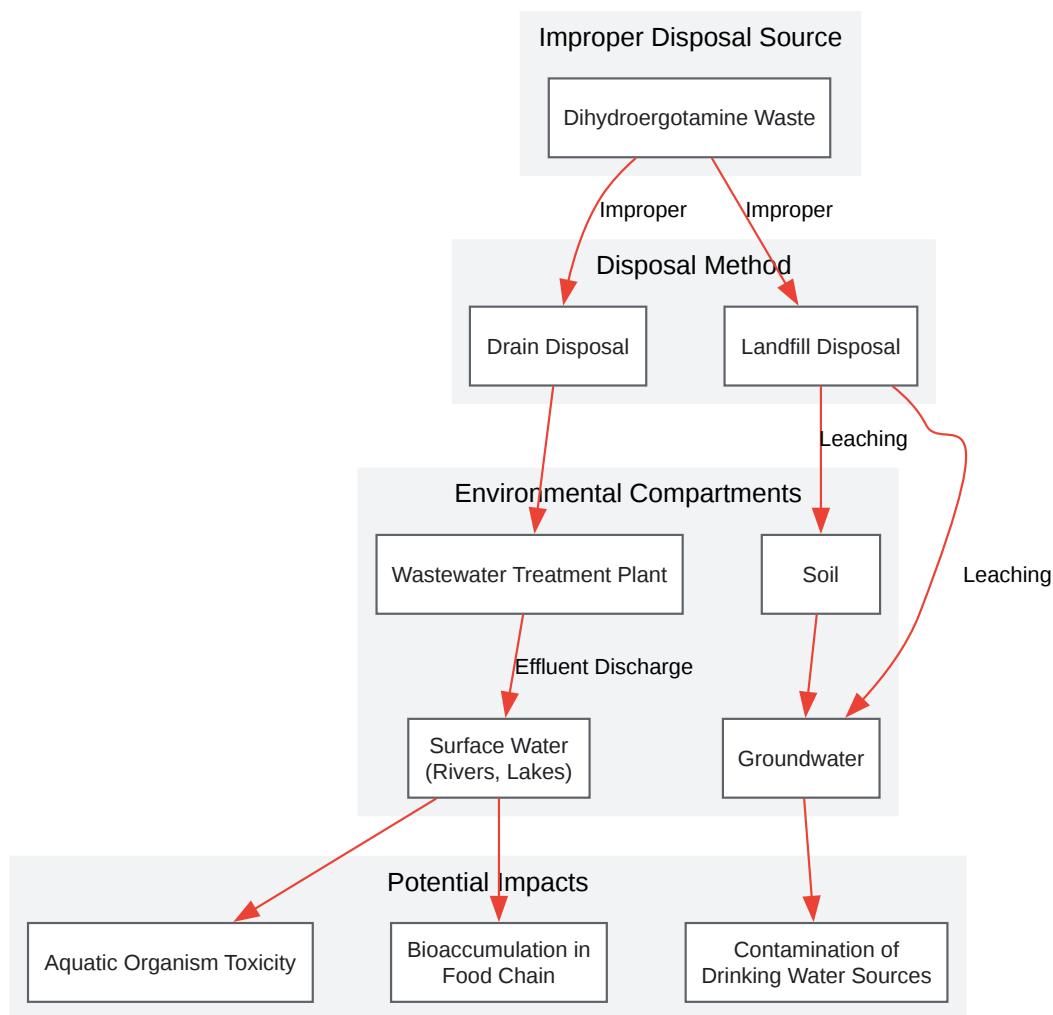 Improper Disposal Source
Dihydroergotamine Waste
Improper
Improper
Disposal Method
Drain Disposal
Landfill Disposal
Leaching
Environmental Compartments
Wastewater Treatment Plant
Soil
Leaching
Effluent Discharge
Surface Water
(Rivers, Lakes)
Groundwater
Potential Impacts
Aquatic Organism Toxicity
Bioaccumulation in
Food Chain
Contamination of
Drinking Water Sources